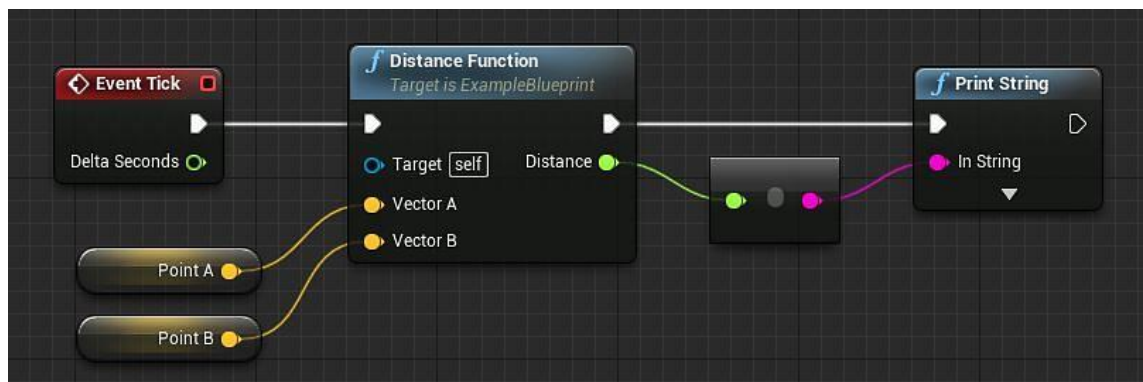 Event Tick
Delta Seconds
Point A
Point B
f Distance Function
Target is ExampleBlueprint
Target self
Distance
Vector A
Vector B
f Print String
In String